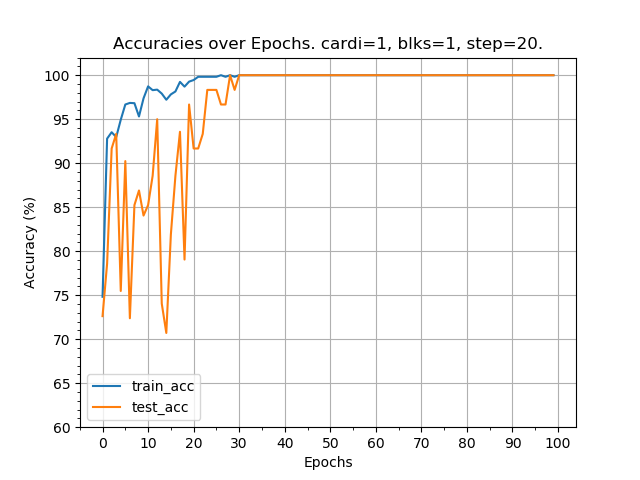 Accuracies over Epochs. cardi=1, blks=1, step=20.
Accuracy (%)
100
95
90
85
80
75
70
65
60
train_acc
test_acc
0 10 20 30 40 50 60 70 80 90 100
Epochs